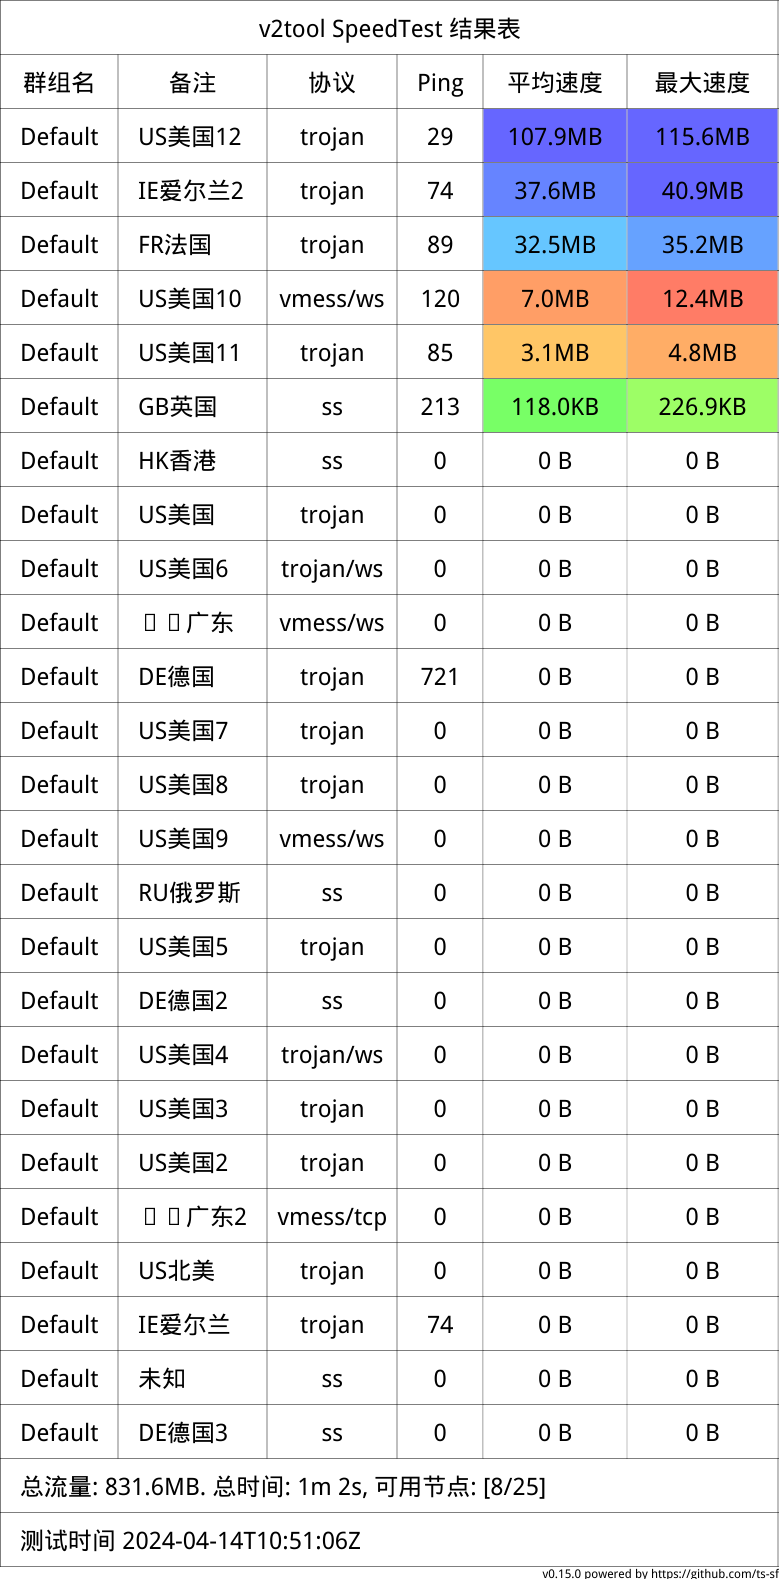 v2tool SpeedTest 结果表
群组名 备注 协议 Ping 平均速度 最大速度
Default US美国12 trojan 29 107.9MB 115.6MB
Default IE爱尔兰2 trojan 74 37.6MB 40.9MB
Default FR法国 trojan 89 32.5MB 35.2MB
Default US美国10 vmess/ws 120 7.0MB 12.4MB
Default US美国11 trojan 85 3.1MB 4.8MB
Default GB英国 ss 213 118.0KB 226.9KB
Default HK香港 ss 0 0 B 0 B
Default US美国 trojan 0 0 B 0 B
Default US美国6 trojan/ws 0 0 B 0 B
Default 广东 vmess/ws 0 0 B 0 B
Default DE德国 trojan 721 0 B 0 B
Default US美国7 trojan 0 0 B 0 B
Default US美国8 trojan 0 0 B 0 B
Default US美国9 vmess/ws 0 0 B 0 B
Default RU俄罗斯 ss 0 0 B 0 B
Default US美国5 trojan 0 0 B 0 B
Default DE德国2 ss 0 0 B 0 B
Default US美国4 trojan/ws 0 0 B 0 B
Default US美国3 trojan 0 0 B 0 B
Default US美国2 trojan 0 0 B 0 B
Default 广东2 vmess/tcp 0 0 B 0 B
Default US北美 trojan 0 0 B 0 B
Default IE爱尔兰 trojan 74 0 B 0 B
Default 未知 ss 0 0 B 0 B
Default DE德国3 ss 0 0 B 0 B
总流量: 831.6MB. 总时间: 1m 2s, 可用节点: [8/25]
测试时间 2024-04-14T10:51:06Z
v0.15.0 powered by https://github.com/ts-sf